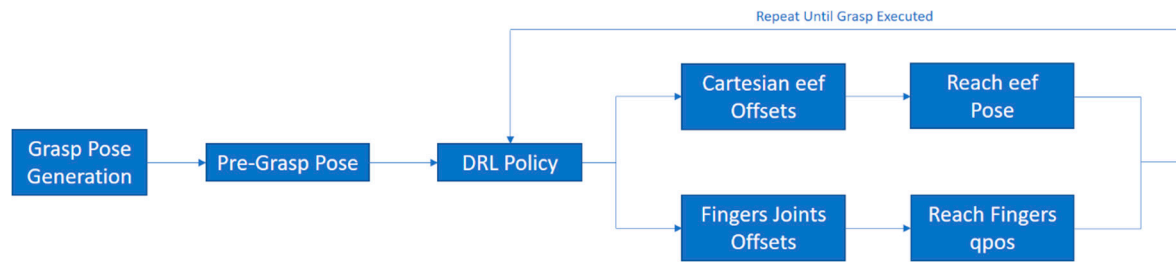 Repeat Until Grasp Executed
Cartesian eef
Offsets
Reach eef
Pose
Grasp Pose
Generation
Pre-Grasp Pose
DRL Policy
Fingers Joints
Offsets
Reach Fingers
qpos